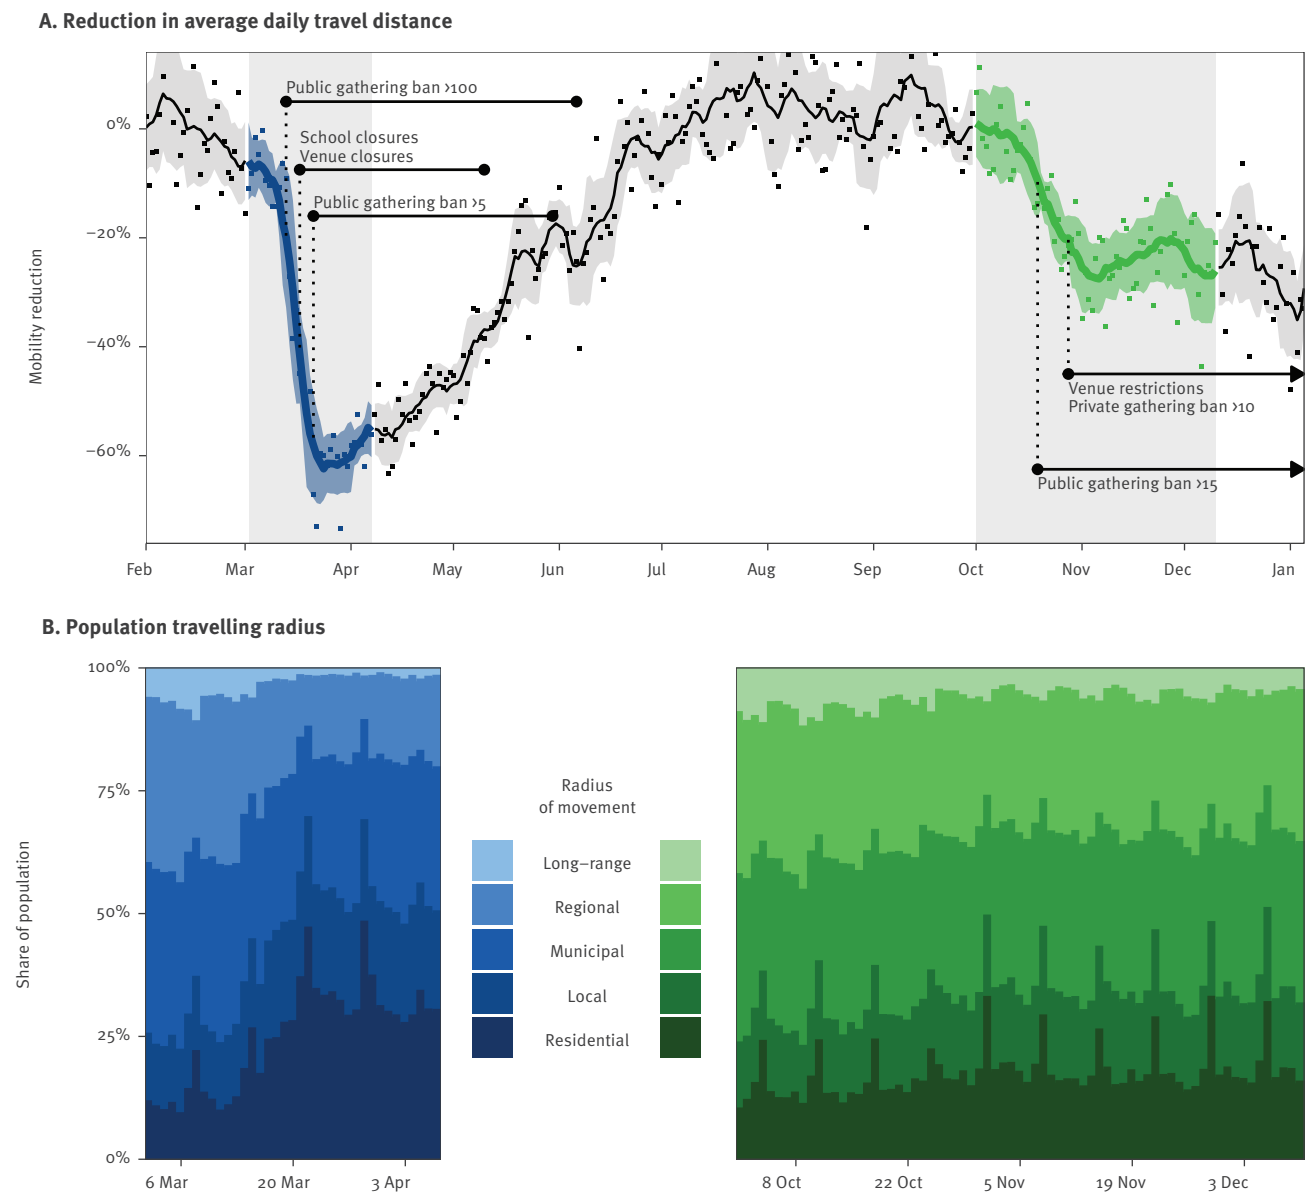 A. Reduction in average daily travel distance
Public gathering ban >100
School closures
Venue closures
Public gathering ban >5
0%
−20%
−40%
−60%
Mobility reduction
Venue restrictions
Private gathering ban >10
Public gathering ban >15
Feb Mar Apr May Jun Jul Aug Sep Oct Nov Dec Jan
B. Population travelling radius
100%
75%
50%
25%
0%
Share of population
Radius
of movement
Long–range
Regional
Municipal
Local
Residential
6 Mar 20 Mar 3 Apr 8 Oct 22 Oct 5 Nov 19 Nov 3 Dec